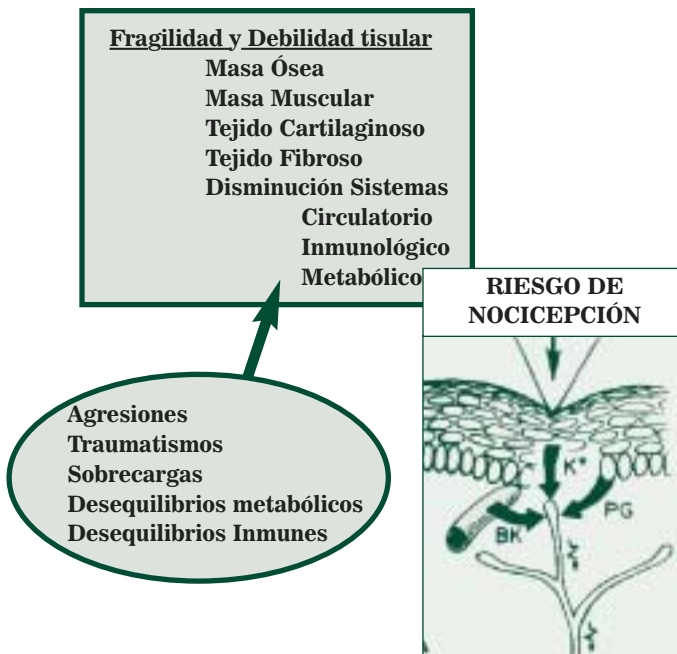 Fragilidad y Debilidad tisular
Masa Ósea
Masa Muscular
Tejido Cartilaginoso
Tejido Fibroso
Disminución Sistemas
Circulatorio
Inmunológico
Metabólico
RIESGO DE
NOCICEPCIÓN
Agresiones
Traumatismos
Sobrecargas
Desequilibrios metabólicos
Desequilibrios Inmunes
K+
PG
BK